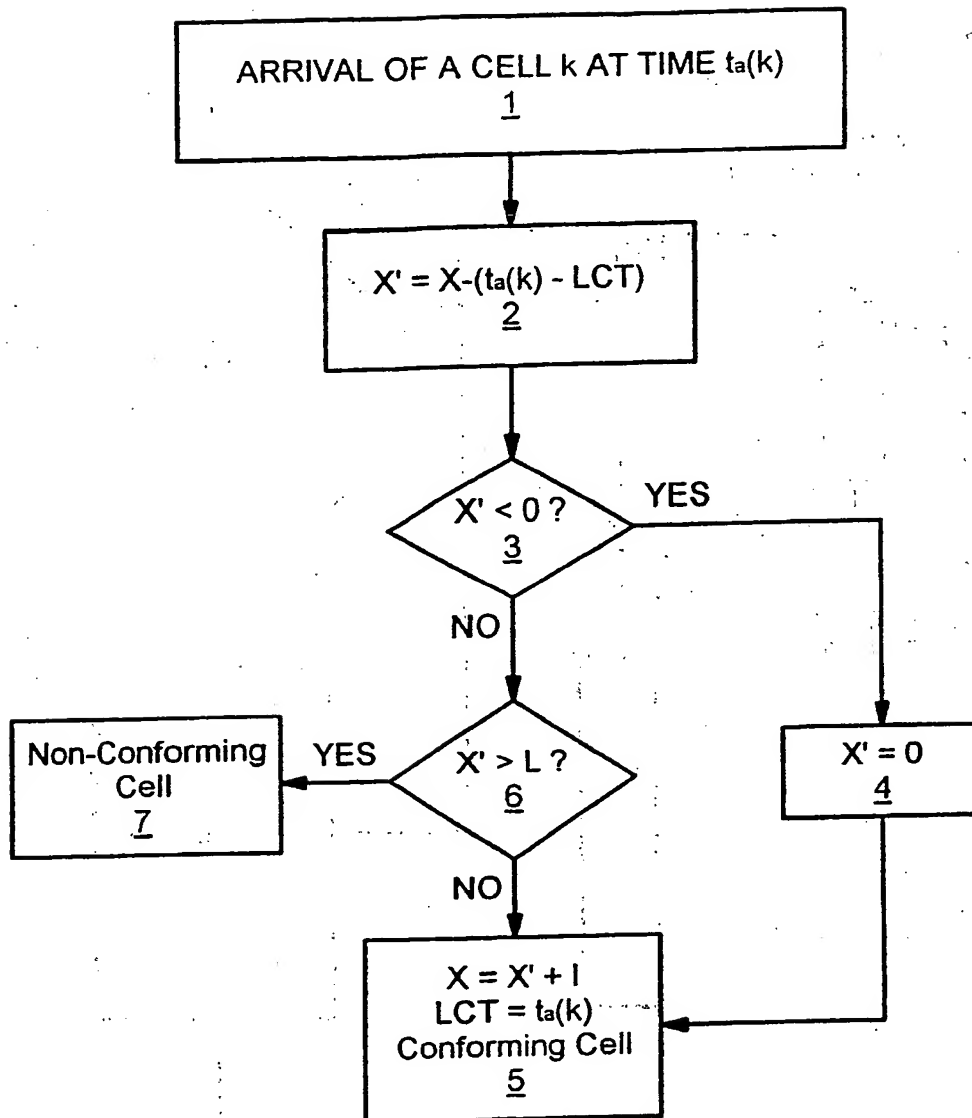 ARRIVAL OF A CELL k AT TIME ta(k)
1
X' = X-(ta(k) - LCT)
2
X' < 0 ?
3
YES
NO
X' = 0
4
X' > L ?
6
YES
Non-Conforming
Cell
7
NO
X = X' + I
LCT = ta(k)
Conforming Cell
5